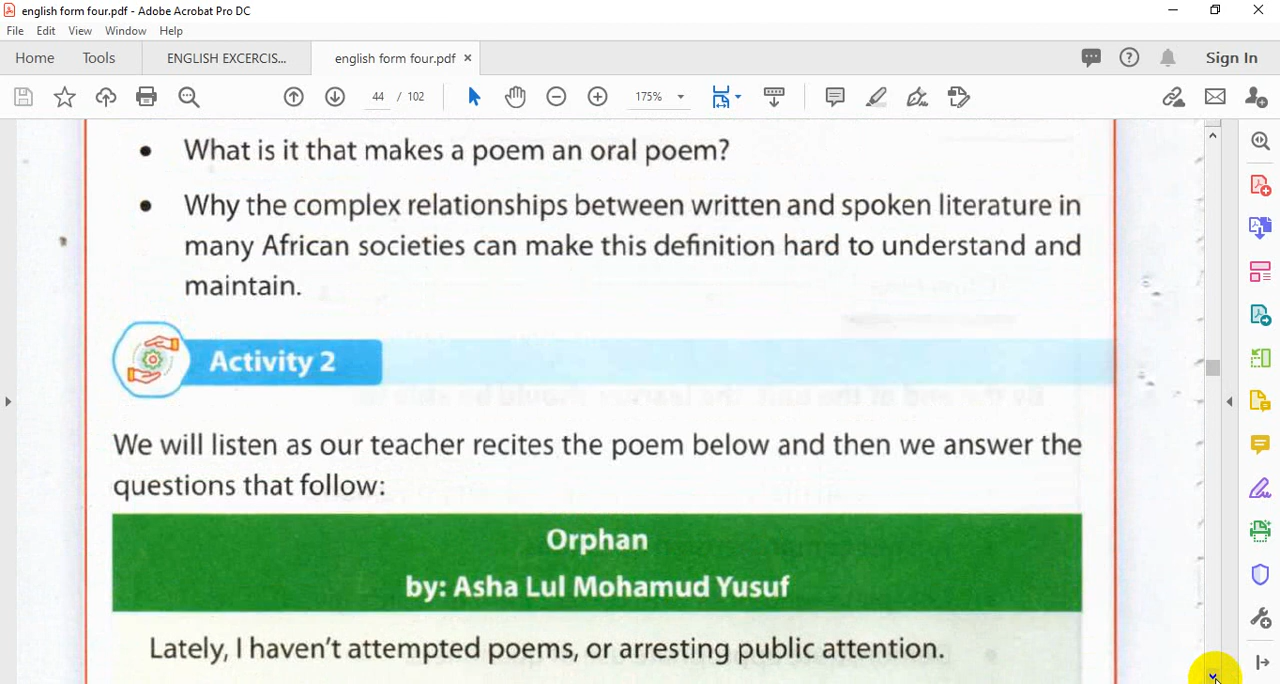 english form four.pdf - Adobe Acrobat Pro DC
File Edit View Window Help
Home Tools ENGLISH EXCERCIS... english form four.pdf × Sign In
44 / 102 175%
• What is it that makes a poem an oral poem?
• Why the complex relationships between written and spoken literature in
many African societies can make this definition hard to understand and
maintain.
Activity 2
We will listen as our teacher recites the poem below and then we answer the
questions that follow:
Orphan
by: Asha Lul Mohamud Yusuf
Lately, I haven't attempted poems, or arresting public attention.